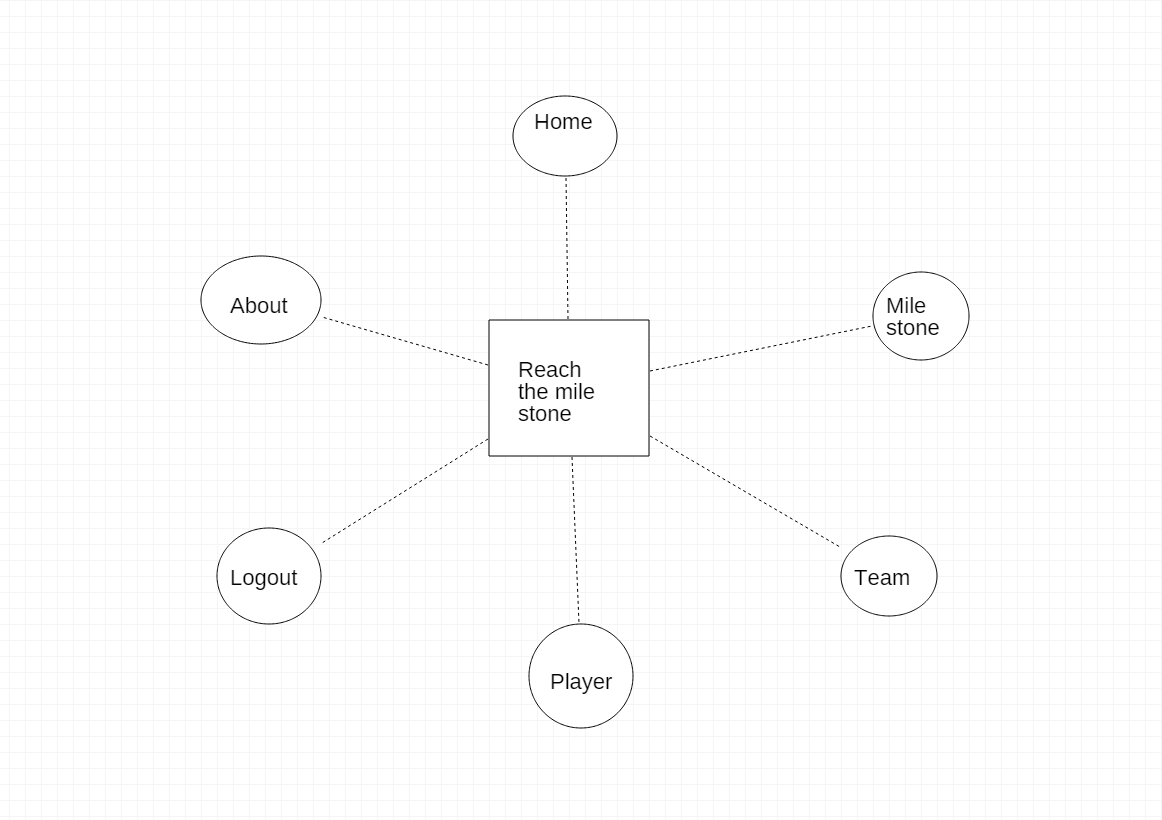 Home
About
Mile
stone
Reach
the mile
stone
Logout
Team
Player